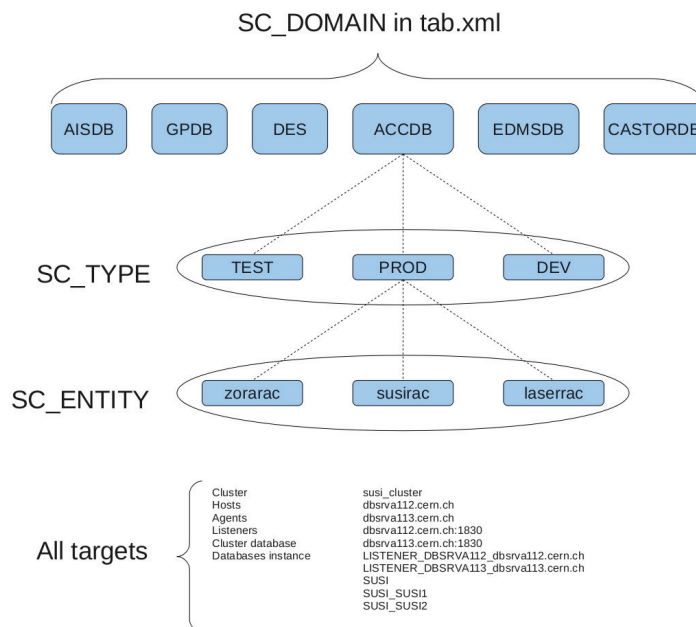 SC_DOMAIN in tab.xml
AISDB GPDB DES ACCDB EDMSDB CASTORDB
SC_TYPE TEST PROD DEV
SC_ENTITY zorarac susirac laserrac
All targets
Cluster susi_cluster
Hosts dbsrva112.cern.ch
Agents dbsrva113.cern.ch
Listeners dbsrva112.cern.ch:1830
Cluster database dbsrva113.cern.ch:1830
Databases instance LISTENER_DBSRVA112_dbsrva112.cern.ch
LISTENER_DBSRVA113_dbsrva113.cern.ch
SUSI
SUSI_SUSI1
SUSI_SUSI2